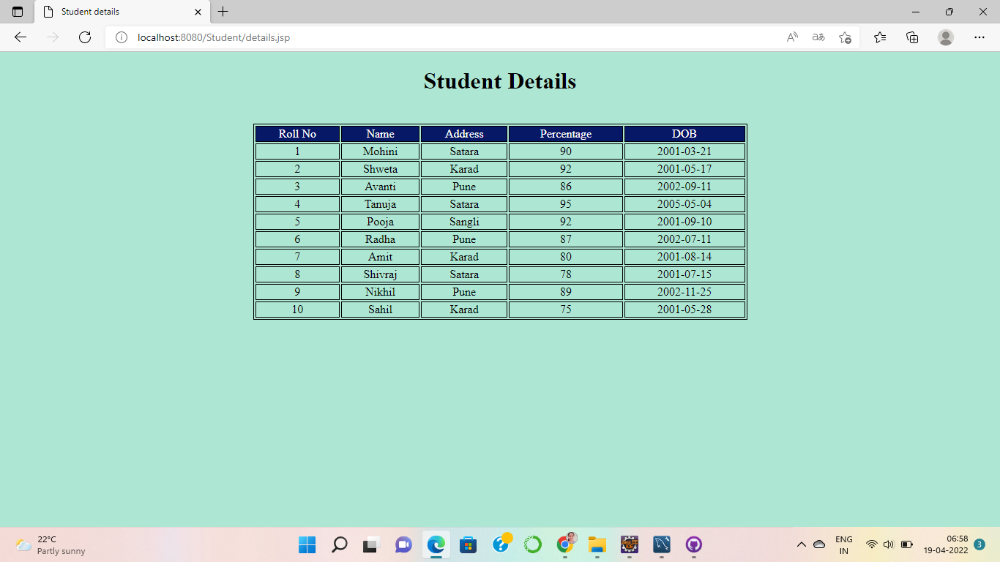 Student details
localhost:8080/Student/details.jsp
Student Details
Roll No Name Address Percentage DOB
1 Mohini Satara 90 2001-03-21
2 Shweta Karad 92 2001-05-17
3 Avanti Pune 86 2002-09-11
4 Tanuja Satara 95 2005-05-04
5 Pooja Sangli 92 2001-09-10
6 Radha Pune 87 2002-07-11
7 Amit Karad 80 2001-08-14
8 Shivraj Satara 78 2001-07-15
9 Nikhil Pune 89 2002-11-25
10 Sahil Karad 75 2001-05-28
22°C
Partly sunny
ENG
IN
06:58
19-04-2022
3